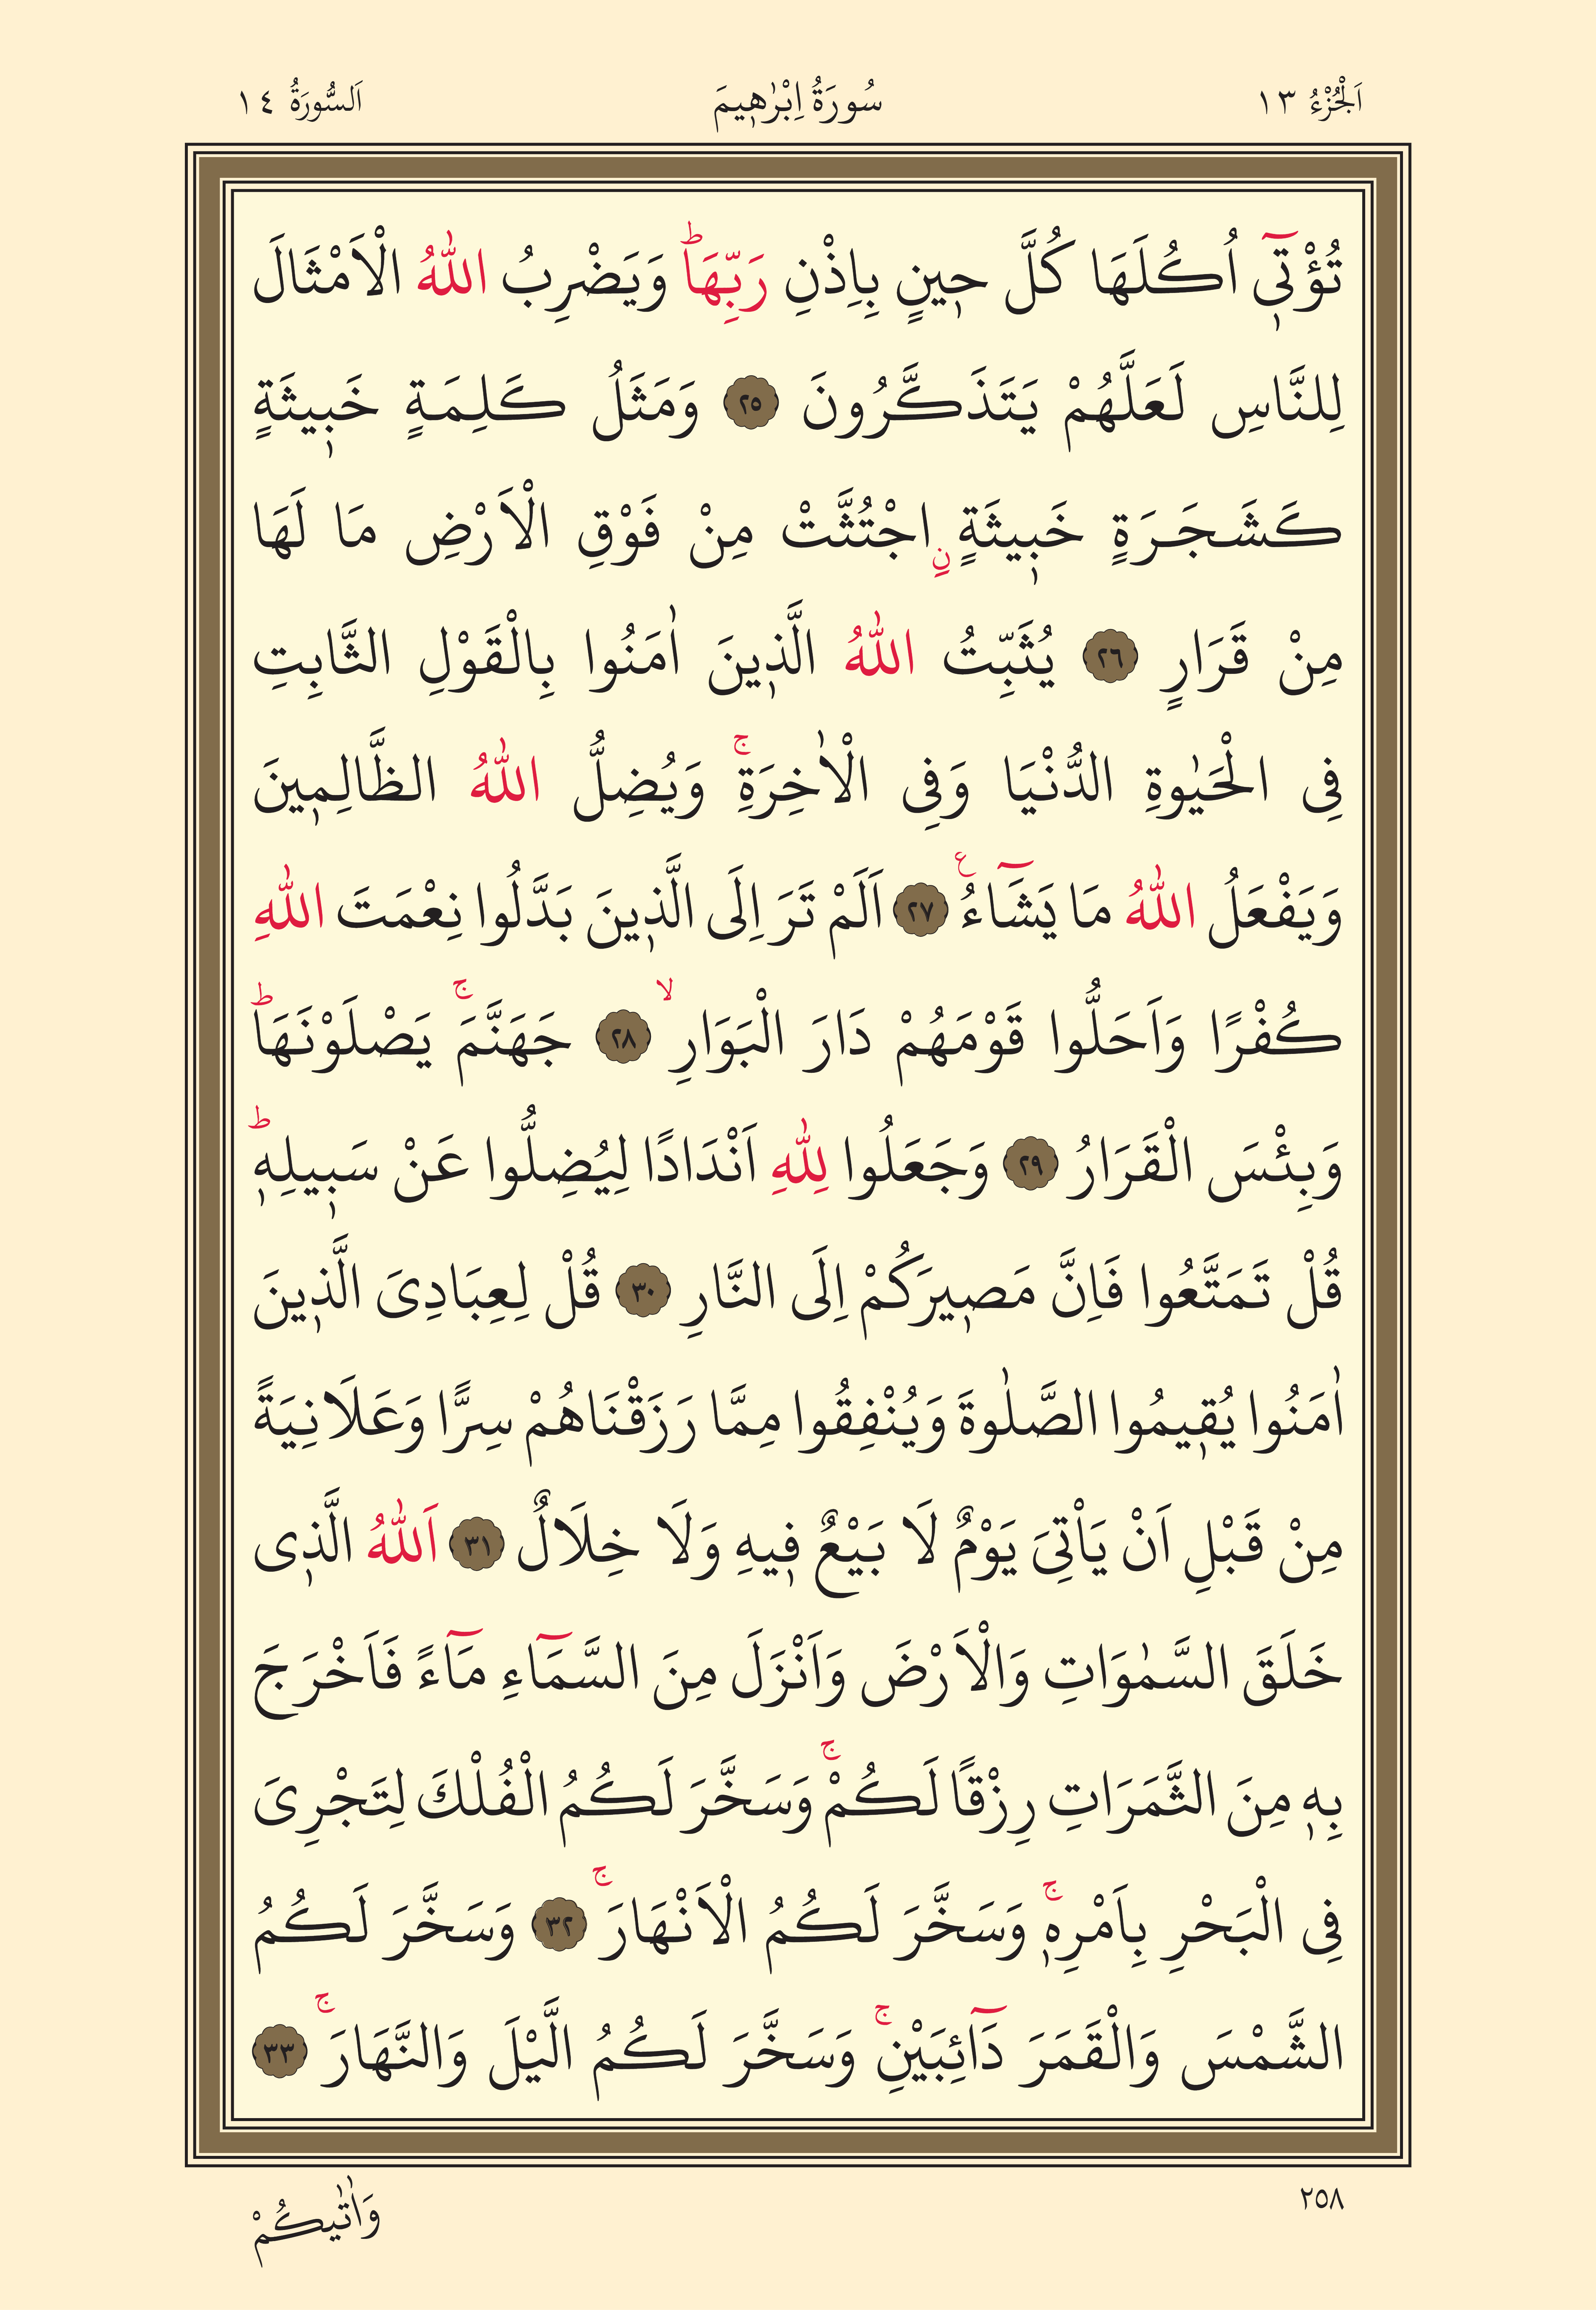 اَلْجُزْءُ ١٣
سُورَةُ اِبْرٰه۪يمَ
اَلسُّورَةُ ١٤
تُؤْت۪ٓي اُكُلَهَا كُلَّ ح۪ينٍ بِاِذْنِ رَبِّهَاۜ وَيَضْرِبُ اللّٰهُ الْاَمْثَالَ
لِلنَّاسِ لَعَلَّهُمْ يَتَذَكَّرُونَ ٢٥ وَمَثَلُ كَلِمَةٍ خَب۪يثَةٍ
كَشَجَرَةٍ خَب۪يثَةٍ نِ اجْتُثَّتْ مِنْ فَوْقِ الْاَرْضِ مَا لَهَا
مِنْ قَرَارٍ ٢٦ يُثَبِّتُ اللّٰهُ الَّذ۪ينَ اٰمَنُوا بِالْقَوْلِ الثَّابِتِ
فِى الْحَيٰوةِ الدُّنْيَا وَفِى الْاٰخِرَةِۚ وَيُضِلُّ اللّٰهُ الظَّالِم۪ينَ
وَيَفْعَلُ اللّٰهُ مَا يَشَٓاءُ ع ٢٧ اَلَمْ تَرَ اِلَى الَّذ۪ينَ بَدَّلُوا نِعْمَتَ اللّٰهِ
كُفْرًا وَاَحَلُّوا قَوْمَهُمْ دَارَ الْبَوَارِۙ ٢٨ جَهَنَّمَۚ يَصْلَوْنَهَاۜ
وَبِئْسَ الْقَرَارُ ٢٩ وَجَعَلُوا لِلّٰهِ اَنْدَادًا لِيُضِلُّوا عَنْ سَب۪يلِه۪ۜ
قُلْ تَمَتَّعُوا فَاِنَّ مَص۪يرَكُمْ اِلَى النَّارِ ٣٠ قُلْ لِعِبَادِىَ الَّذ۪ينَ
اٰمَنُوا يُق۪يمُوا الصَّلٰوةَ وَيُنْفِقُوا مِمَّا رَزَقْنَاهُمْ سِرًّا وَعَلَانِيَةً
مِنْ قَبْلِ اَنْ يَاْتِىَ يَوْمٌ لَا بَيْعٌ ف۪يهِ وَلَا خِلَالٌ ٣١ اَللّٰهُ الَّذ۪ى
خَلَقَ السَّمٰوَاتِ وَالْاَرْضَ وَاَنْزَلَ مِنَ السَّمَٓاءِ مَٓاءً فَاَخْرَجَ
بِه۪ مِنَ الثَّمَرَاتِ رِزْقًا لَكُمْۚ وَسَخَّرَ لَكُمُ الْفُلْكَ لِتَجْرِىَ
فِى الْبَحْرِ بِاَمْرِه۪ۚ وَسَخَّرَ لَكُمُ الْاَنْهَارَۚ ٣٢ وَسَخَّرَ لَكُمُ
الشَّمْسَ وَالْقَمَرَ دَٓائِبَيْنِۚ وَسَخَّرَ لَكُمُ الَّيْلَ وَالنَّهَارَۚ ٣٣
٢٥٨
وَاٰتٰيكُمْ